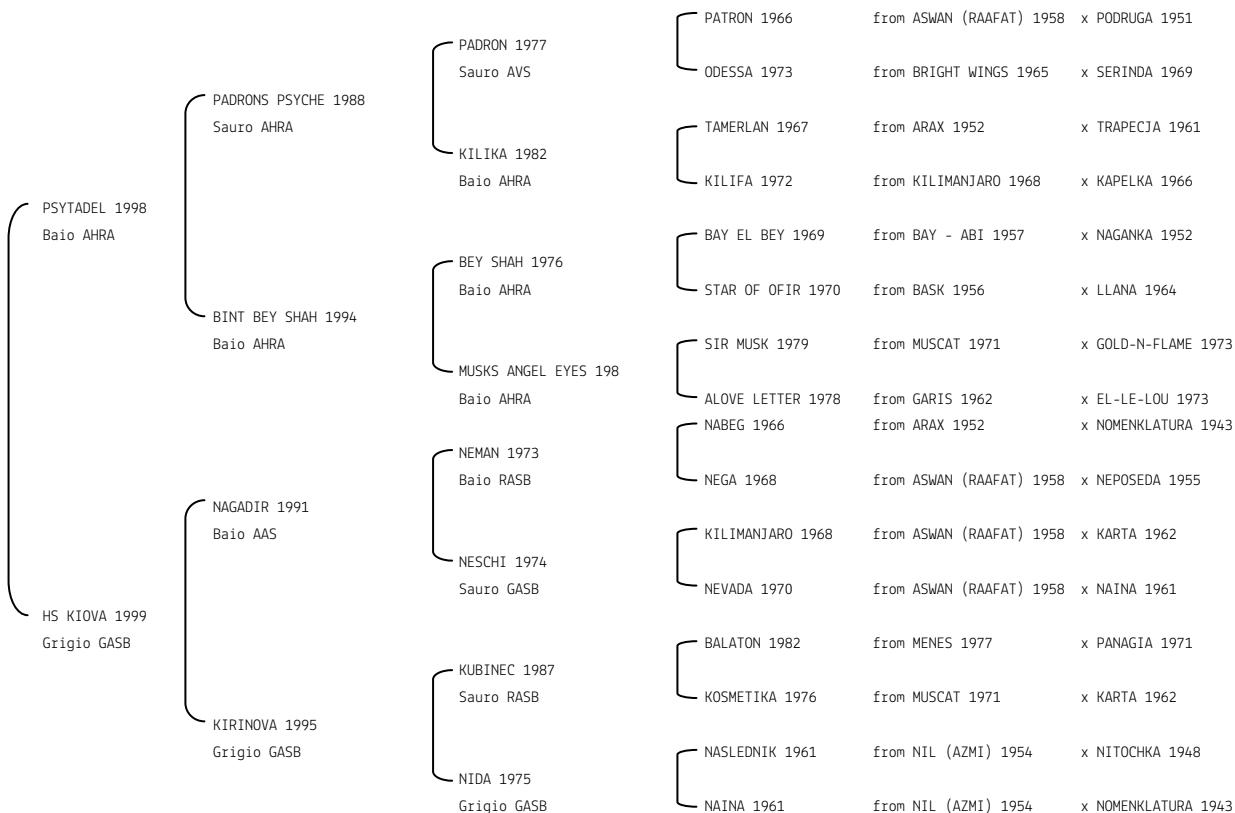 PATRON 1966 from ASWAN (RAAFAT) 1958 x PODRUGA 1951
PADRON 1977
Sauro AVS
ODESSA 1973 from BRIGHT WINGS 1965 x SERINDA 1969
PADRONS PSYCHE 1988
Sauro AHRA
TAMERLAN 1967 from ARAX 1952 x TRAPECJA 1961
KILIKA 1982
Baio AHRA
KILIFA 1972 from KILIMANJARO 1968 x KAPELKA 1966
PSYTADEL 1998
Baio AHRA
BAY EL BEY 1969 from BAY - ABI 1957 x NAGANKA 1952
BEY SHAH 1976
Baio AHRA
STAR OF OFIR 1970 from BASK 1956 x LLANA 1964
BINT BEY SHAH 1994
Baio AHRA
SIR MUSK 1979 from MUSCAT 1971 x GOLD-N-FLAME 1973
MUSKS ANGEL EYES 198
Baio AHRA
ALOVE LETTER 1978 from GARIS 1962 x EL-LE-LOU 1973
NABEG 1966 from ARAX 1952 x NOMENKLATURA 1943
NEMAN 1973
Baio RASB
NEGA 1968 from ASWAN (RAAFAT) 1958 x NEPOSEDA 1955
NAGADIR 1991
Baio AAS
KILIMANJARO 1968 from ASWAN (RAAFAT) 1958 x KARTA 1962
NESCHI 1974
Sauro GASB
NEVADA 1970 from ASWAN (RAAFAT) 1958 x NAINA 1961
HS KIOVA 1999
Grigio GASB
BALATON 1982 from MENES 1977 x PANAGIA 1971
KUBINEC 1987
Sauro RASB
KOSMETIKA 1976 from MUSCAT 1971 x KARTA 1962
KIRINOVA 1995
Grigio GASB
NASLEDNIK 1961 from NIL (AZMI) 1954 x NITOCHKA 1948
NIDA 1975
Grigio GASB
NAINA 1961 from NIL (AZMI) 1954 x NOMENKLATURA 1943